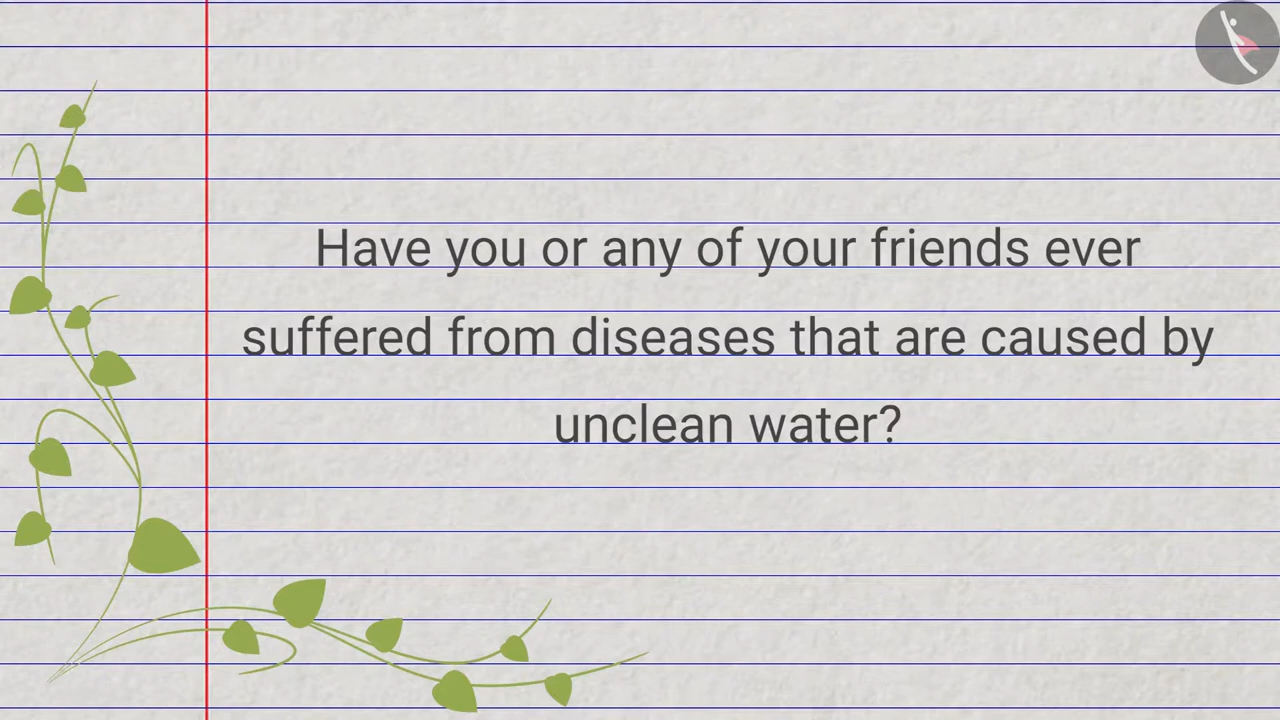 Have you or any of your friends ever
suffered from diseases that are caused by
unclean water?